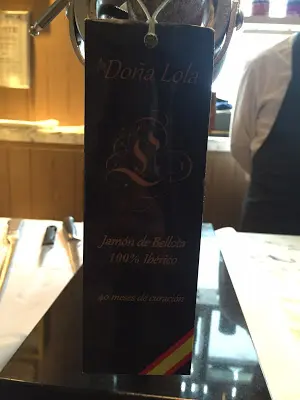 Doña Lola
L
Jamón de Bellota
100% Ibérico
40 meses de curación